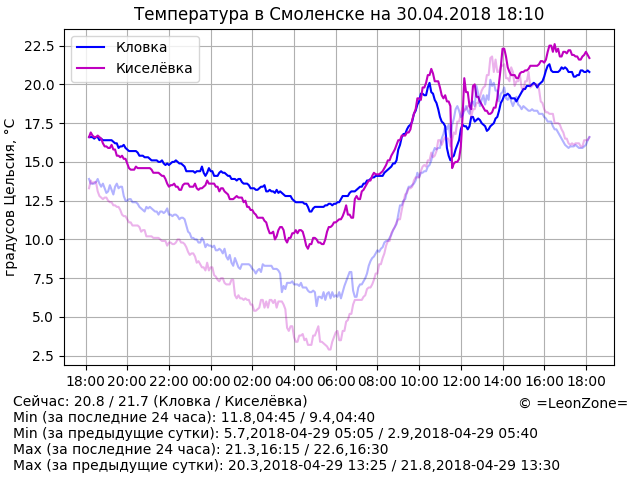 Температура в Смоленске на 30.04.2018 18:10
Кловка
Киселёвка
градусов Цельсия, °C
22.5
20.0
17.5
15.0
12.5
10.0
7.5
5.0
2.5
18:00 20:00 22:00 00:00 02:00 04:00 06:00 08:00 10:00 12:00 14:00 16:00 18:00
Сейчас: 20.8 / 21.7 (Кловка / Киселёвка)
© =LeonZone=
Min (за последние 24 часа): 11.8,04:45 / 9.4,04:40
Min (за предыдущие сутки): 5.7,2018-04-29 05:05 / 2.9,2018-04-29 05:40
Max (за последние 24 часа): 21.3,16:15 / 22.6,16:30
Max (за предыдущие сутки): 20.3,2018-04-29 13:25 / 21.8,2018-04-29 13:30